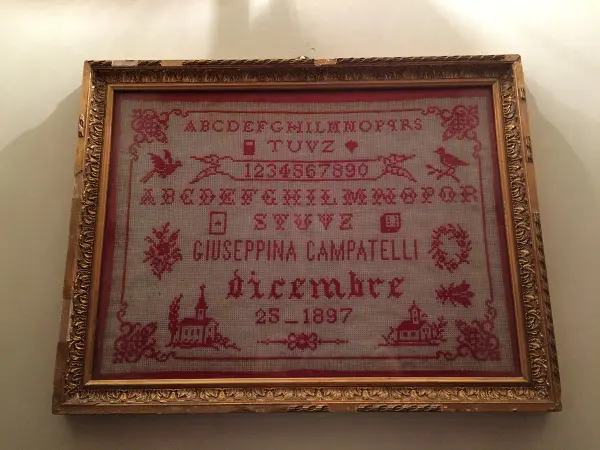 ABCDEFGHILMNOPQRS
TUVZ
1234567890
ABCDEFGHILMNOPQR
STUVZ
GIUSEPPINA CAMPATELLI
dicembre
25_1897